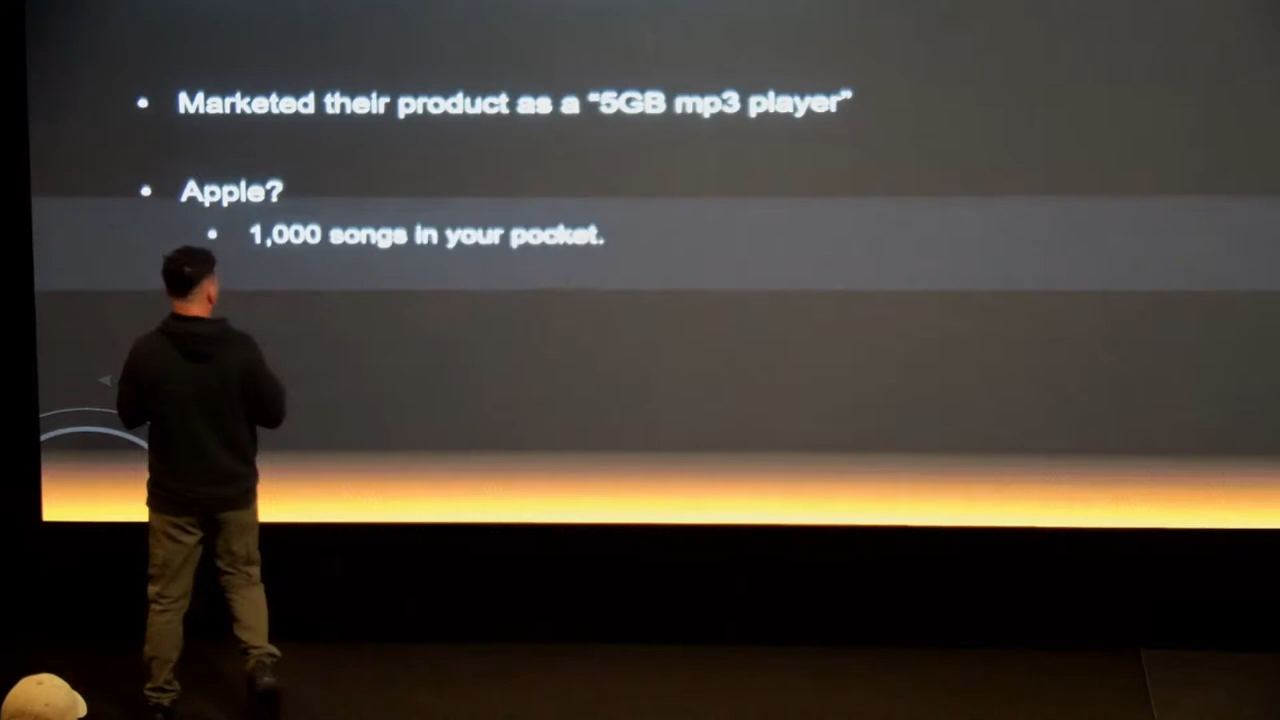 • Marketed their product as a “5GB mp3 player”
• Apple?
• 1,000 songs in your pocket.